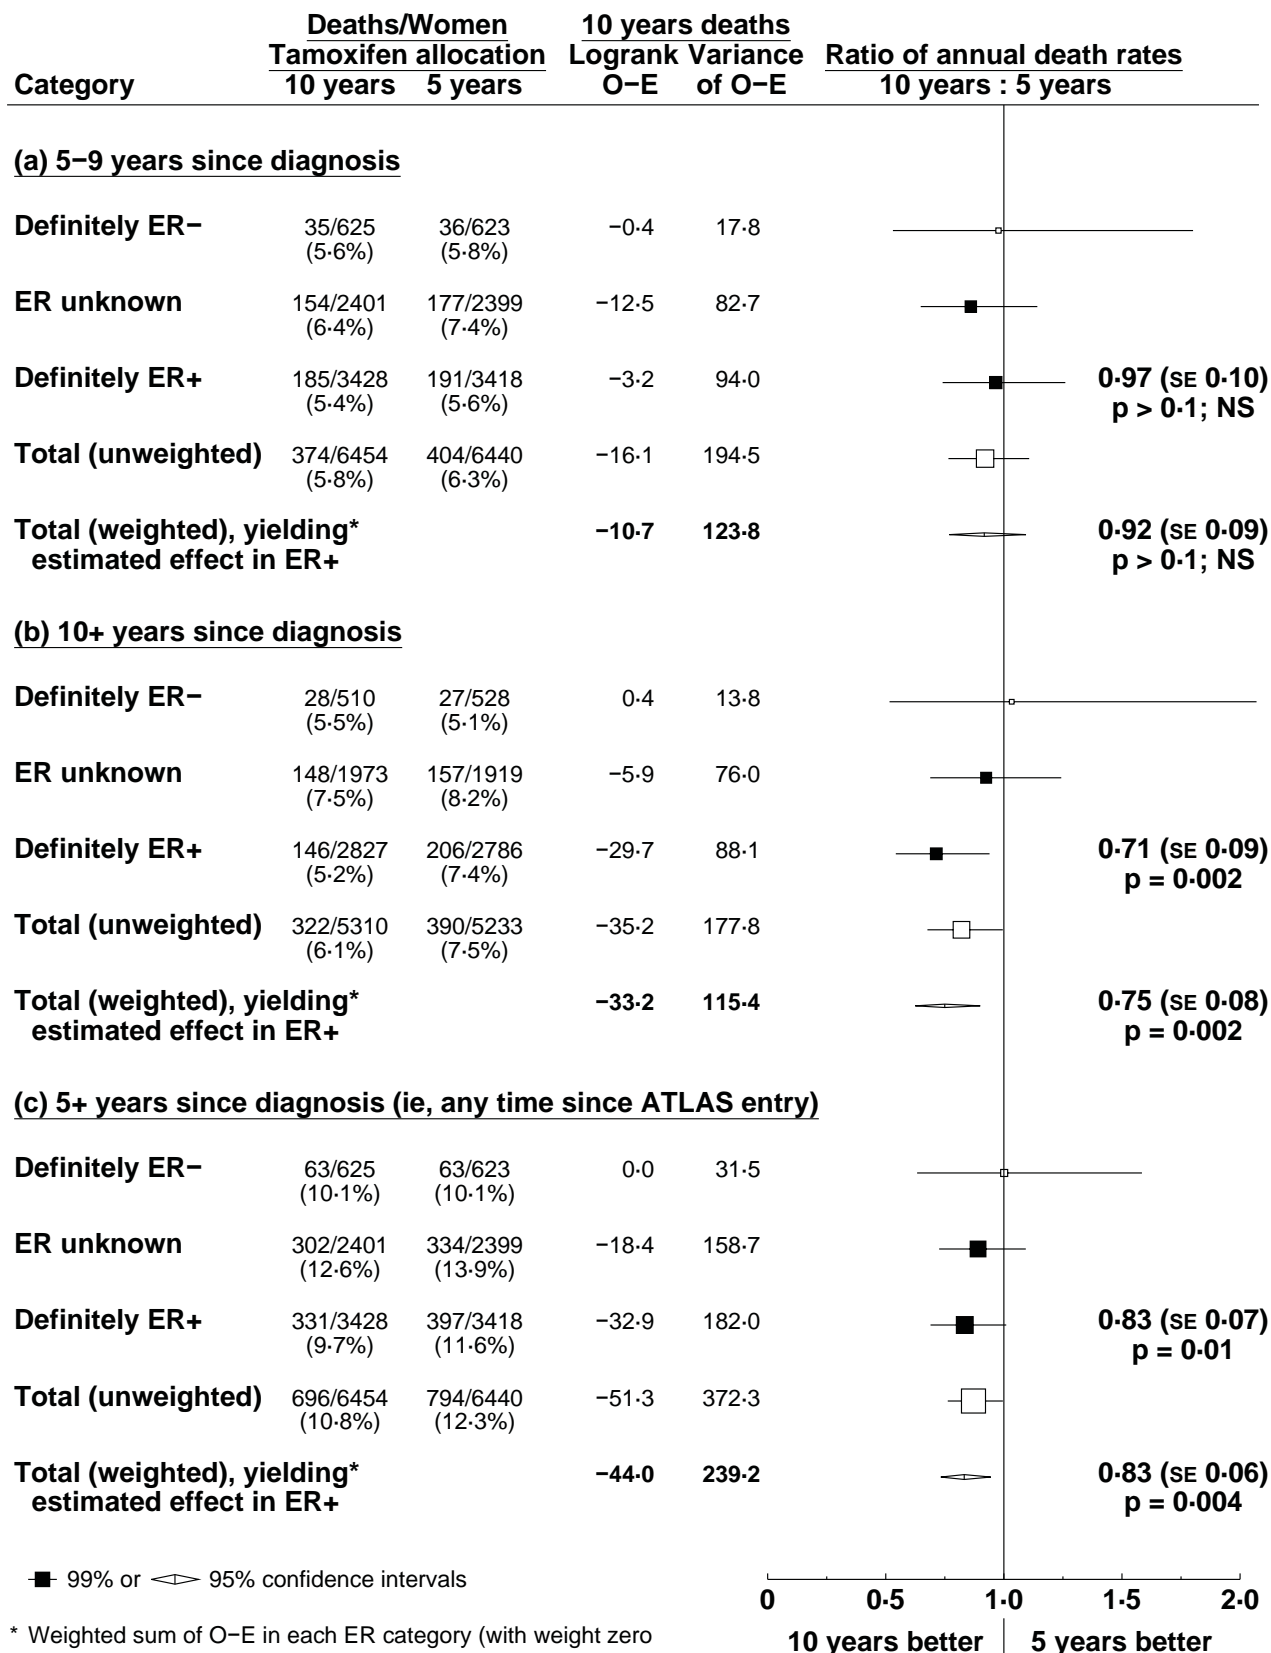 Deaths/Women 10 years deaths
Tamoxifen allocation Logrank Variance Ratio of annual death rates
Category 10 years 5 years O−E of O−E 10 years : 5 years
(a) 5−9 years since diagnosis
Definitely ER− 35/625 36/623 −0·4 17·8
(5·6%) (5·8%)
ER unknown 154/2401 177/2399 −12·5 82·7
(6·4%) (7·4%)
Definitely ER+ 185/3428 191/3418 −3·2 94·0 0·97 (SE 0·10)
(5·4%) (5·6%) p > 0·1; NS
Total (unweighted) 374/6454 404/6440 −16·1 194·5
(5·8%) (6·3%)
Total (weighted), yielding* −10·7 123·8 0·92 (SE 0·09)
estimated effect in ER+ p > 0·1; NS
(b) 10+ years since diagnosis
Definitely ER− 28/510 27/528 0·4 13·8
(5·5%) (5·1%)
ER unknown 148/1973 157/1919 −5·9 76·0
(7·5%) (8·2%)
Definitely ER+ 146/2827 206/2786 −29·7 88·1 0·71 (SE 0·09)
(5·2%) (7·4%) p = 0·002
Total (unweighted) 322/5310 390/5233 −35·2 177·8
(6·1%) (7·5%)
Total (weighted), yielding* −33·2 115·4 0·75 (SE 0·08)
estimated effect in ER+ p = 0·002
(c) 5+ years since diagnosis (ie, any time since ATLAS entry)
Definitely ER− 63/625 63/623 0·0 31·5
(10·1%) (10·1%)
ER unknown 302/2401 334/2399 −18·4 158·7
(12·6%) (13·9%)
Definitely ER+ 331/3428 397/3418 −32·9 182·0 0·83 (SE 0·07)
(9·7%) (11·6%) p = 0·01
Total (unweighted) 696/6454 794/6440 −51·3 372·3
(10·8%) (12·3%)
Total (weighted), yielding* −44·0 239·2 0·83 (SE 0·06)
estimated effect in ER+ p = 0·004
99% or 95% confidence intervals
0 0·5 1·0 1·5 2·0
* Weighted sum of O−E in each ER category (with weight zero 10 years better 5 years better